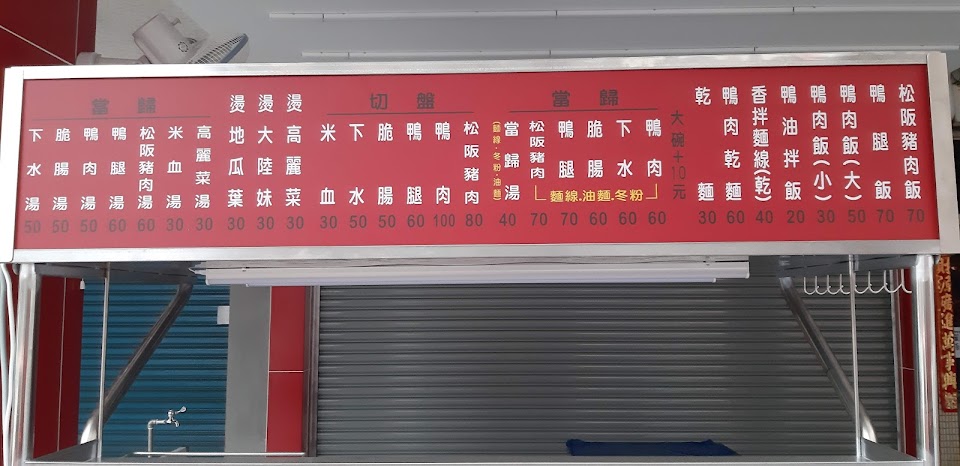 當歸
下水湯 50
脆腸湯 50
鴨肉湯 50
鴨腿湯 60
松阪豬肉湯 60
米血湯 30
高麗菜湯 30
燙地瓜葉 30
燙大陸妹 30
燙高麗菜 30
切盤
米血 30
下水 50
脆腸 60
鴨腿 60
鴨肉 100
松阪豬肉 80
當歸
(麵線·冬粉·油麵)
當歸湯 40
松阪豬肉 70
鴨腿 70
脆腸 60
下水 60
鴨肉 60
麵線.油麵.冬粉
大碗+10元
乾麵 30
鴨肉乾麵 60
香拌麵線(乾) 40
鴨油拌飯 20
鴨肉飯(小) 30
鴨肉飯(大) 50
鴨腿飯 70
松阪豬肉飯 70